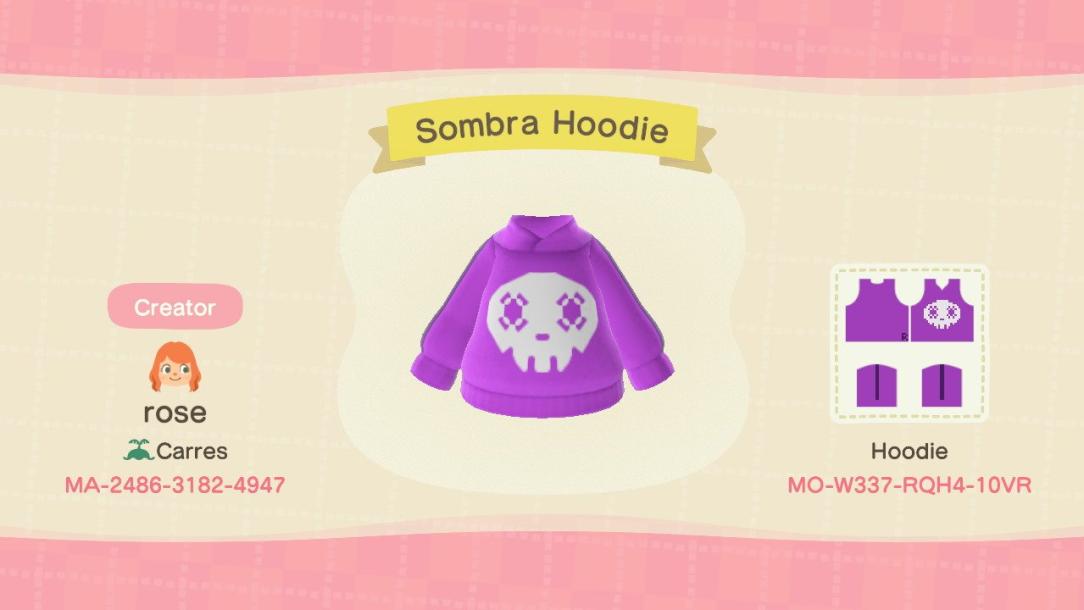 Sombra Hoodie
Creator
rose
Carres
MA-2486-3182-4947
Hoodie
MO-W337-RQH4-10VR